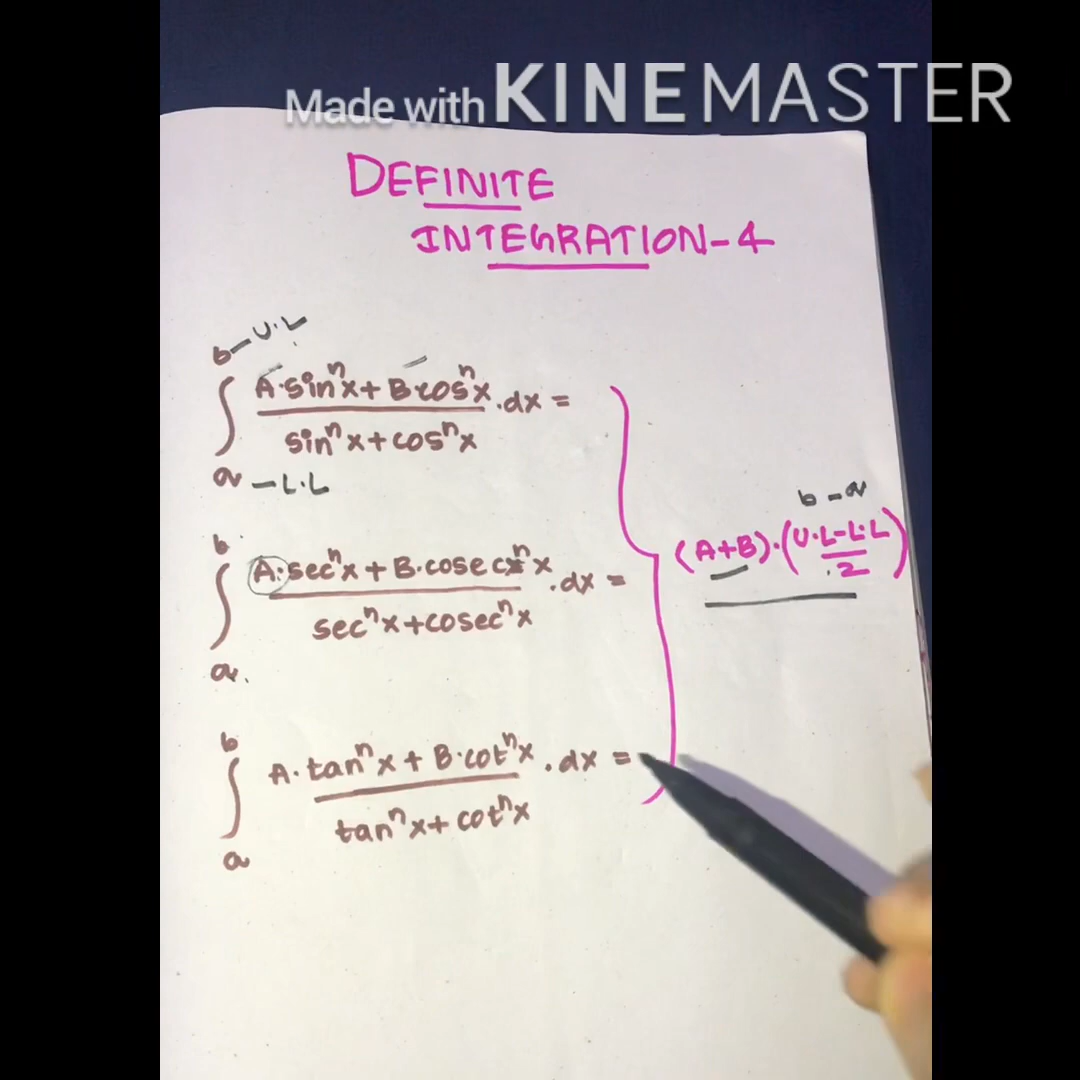 Made with KINEMASTER
DEFINITE
INTEGRATION-4
b-U.L
∫ A·sinⁿx + B·cosⁿx .dx =
sinⁿx + cosⁿx
a - L.L
b - a
(A+B)·(U.L-L.L)
2
b
∫ A·secⁿx + B·cosecⁿx .dx =
secⁿx + cosecⁿx
a
b
∫ A·tanⁿx + B·cotⁿx .dx =
tanⁿx + cotⁿx
a